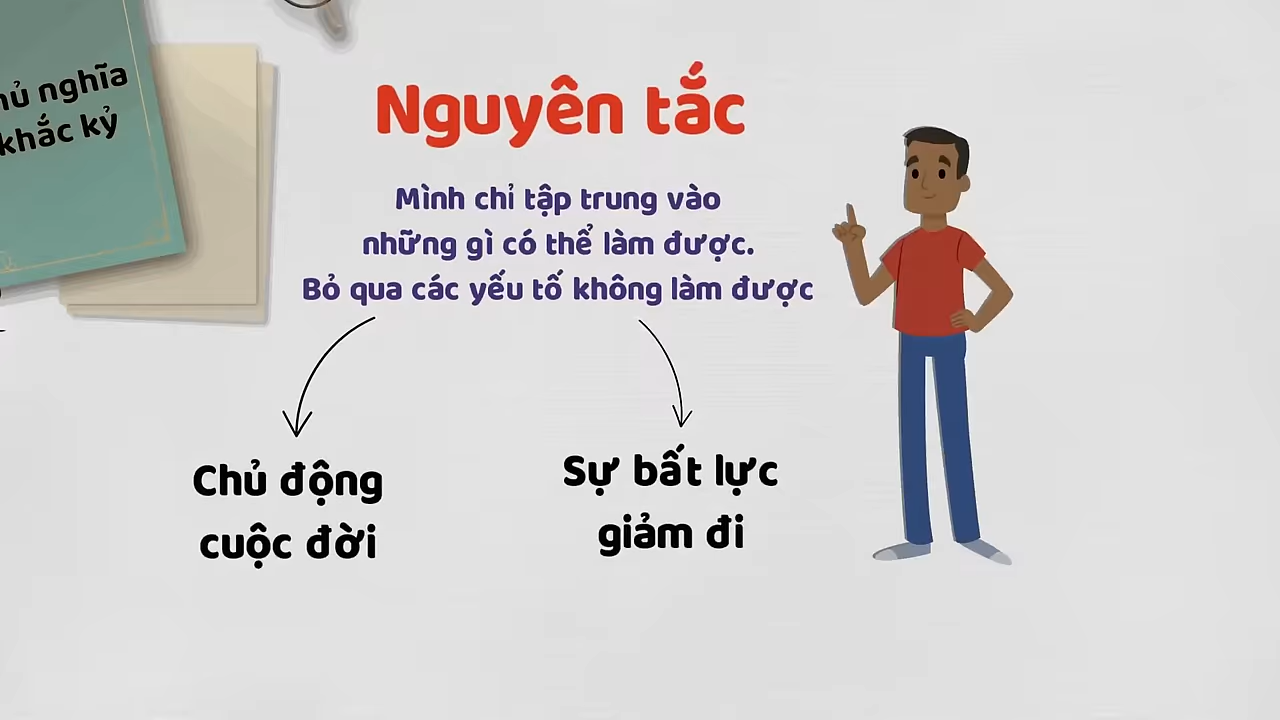 nghĩa
khắc kỷ
Nguyên tắc
Mình chỉ tập trung vào
những gì có thể làm được.
Bỏ qua các yếu tố không làm được
Chủ động
cuộc đời
Sự bất lực
giảm đi